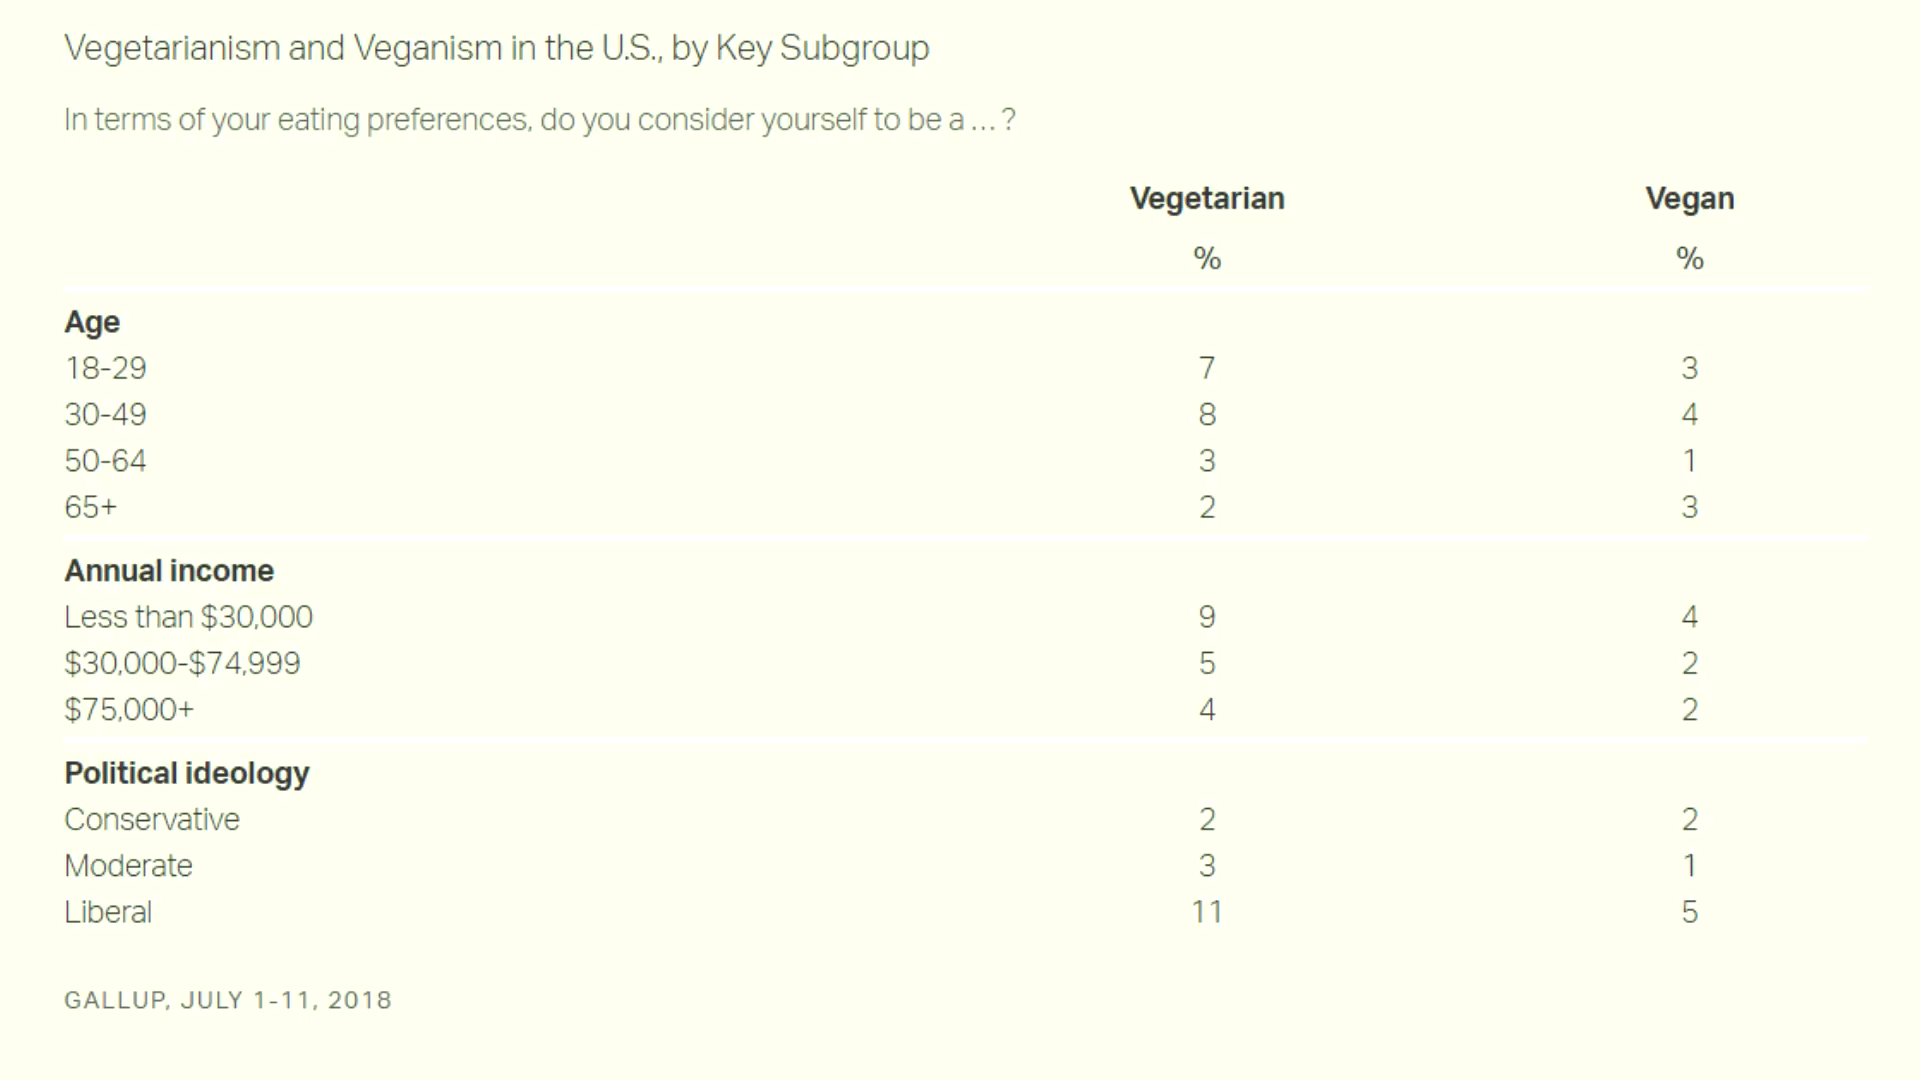 Vegetarianism and Veganism in the U.S., by Key Subgroup
In terms of your eating preferences, do you consider yourself to be a ... ?
Vegetarian Vegan
% %
Age
18-29 7 3
30-49 8 4
50-64 3 1
65+ 2 3
Annual income
Less than $30,000 9 4
$30,000-$74,999 5 2
$75,000+ 4 2
Political ideology
Conservative 2 2
Moderate 3 1
Liberal 11 5
GALLUP, JULY 1-11, 2018